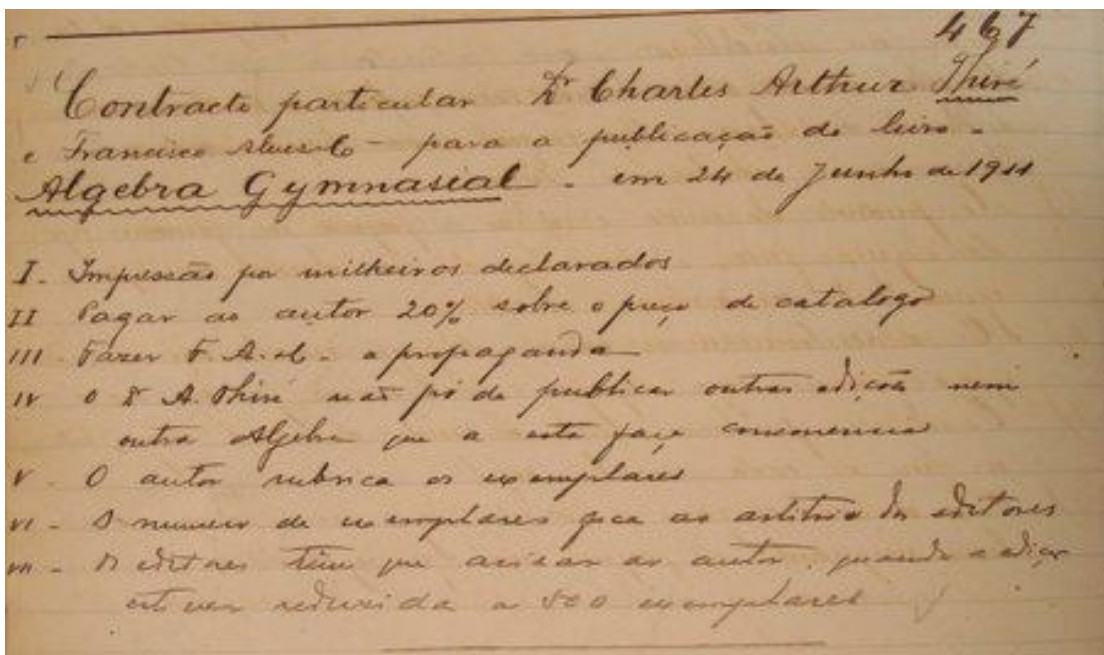 467
Contracto particular Dr Charles Arthur Thiré
e Francisco Alves & Cª para a publicação do livro -
Algebra Gymnasial - em 24 de Junho de 1911
I - Impressão por milheiros declarados
II Pagar ao autor 20% sobre o preço de catalogo
III - Fazer F. A. & C. a propaganda
IV O Dr A. Thiré não póde publicar outras edições nem
outra Algebra que a esta faça concorrencia
V - O autor rubrica os exemplares
VI - O numero de exemplares fica ao arbitrio dos editores
VII - Os editores têm que avisar ao autor, quando a edição
estiver reduzida a 500 exemplares